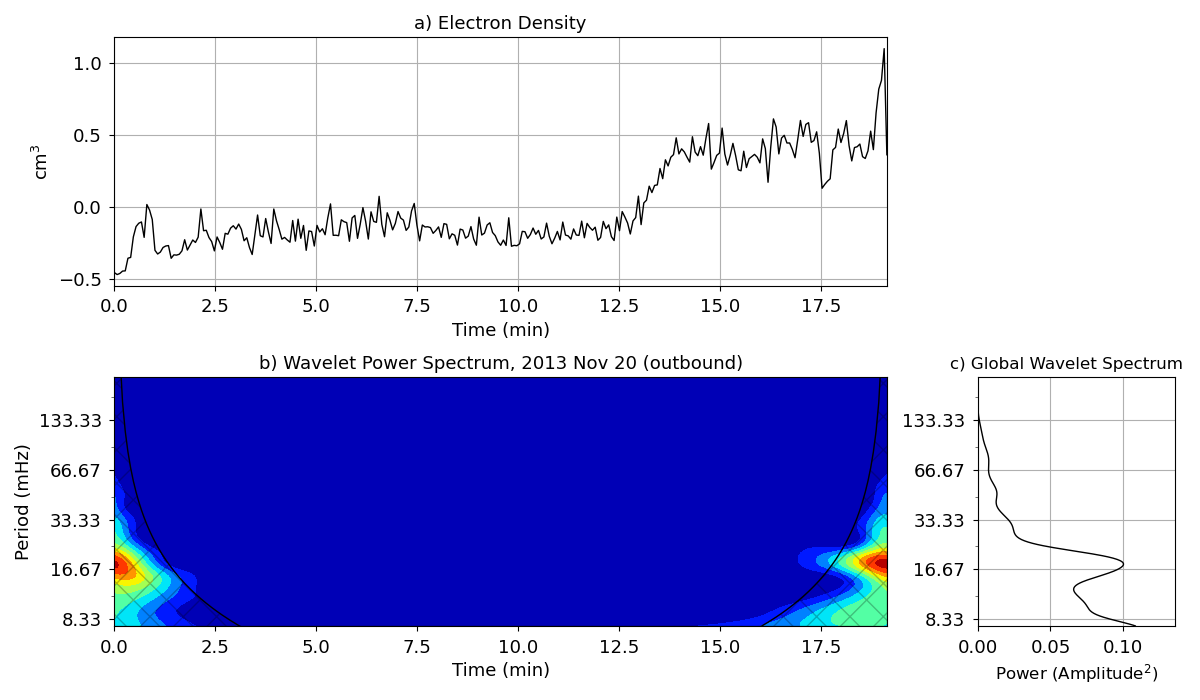 a) Electron Density
1.0
0.5
0.0
−0.5
cm³
0.0 2.5 5.0 7.5 10.0 12.5 15.0 17.5
Time (min)
b) Wavelet Power Spectrum, 2013 Nov 20 (outbound)
133.33
66.67
33.33
16.67
8.33
Period (mHz)
0.0 2.5 5.0 7.5 10.0 12.5 15.0 17.5
Time (min)
c) Global Wavelet Spectrum
133.33
66.67
33.33
16.67
8.33
0.00 0.05 0.10
Power (Amplitude²)